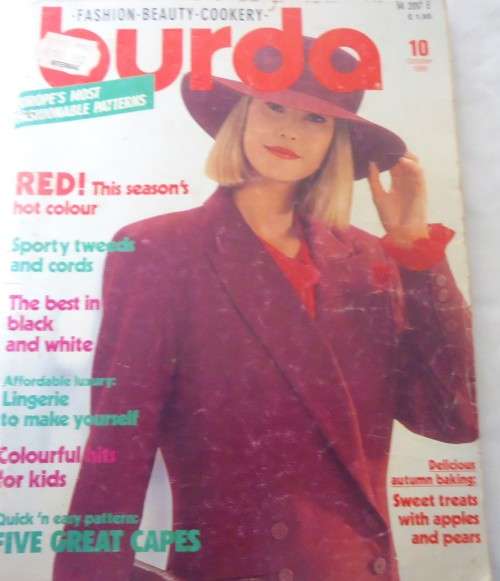 -FASHION-BEAUTY-COOKERY-
burda
10
October
EUROPE'S MOST
FASHIONABLE PATTERNS
RED! This season's
hot colour
Sporty tweeds
and cords
The best in
black
and white
Affordable luxury:
Lingerie
to make yourself
Colourful hits
for kids
Quick 'n easy pattern:
FIVE GREAT CAPES
Delicious
autumn baking:
Sweet treats
with apples
and pears